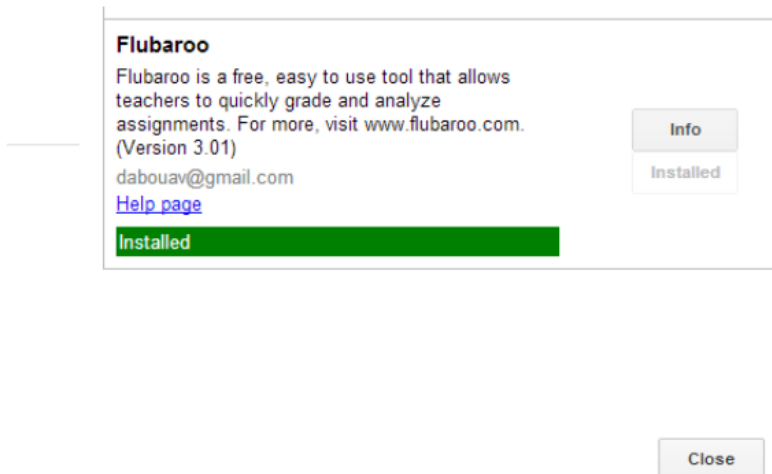 Flubaroo
Flubaroo is a free, easy to use tool that allows
teachers to quickly grade and analyze
assignments. For more, visit www.flubaroo.com.
(Version 3.01)
dabouav@gmail.com
Help page
Installed
Info
Installed
Close